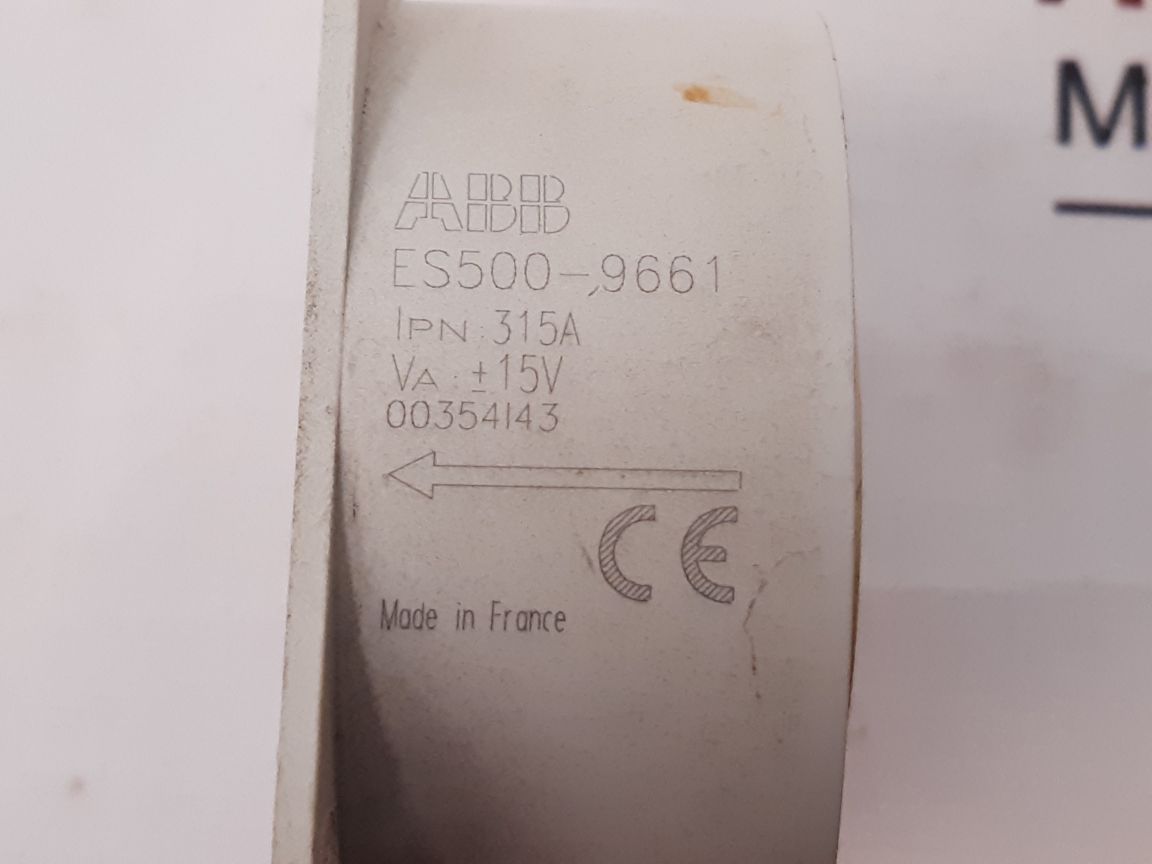 ABB
ES500-9661
IPN : 315A
VA : ±15V
00354143
CE
Made in France
M